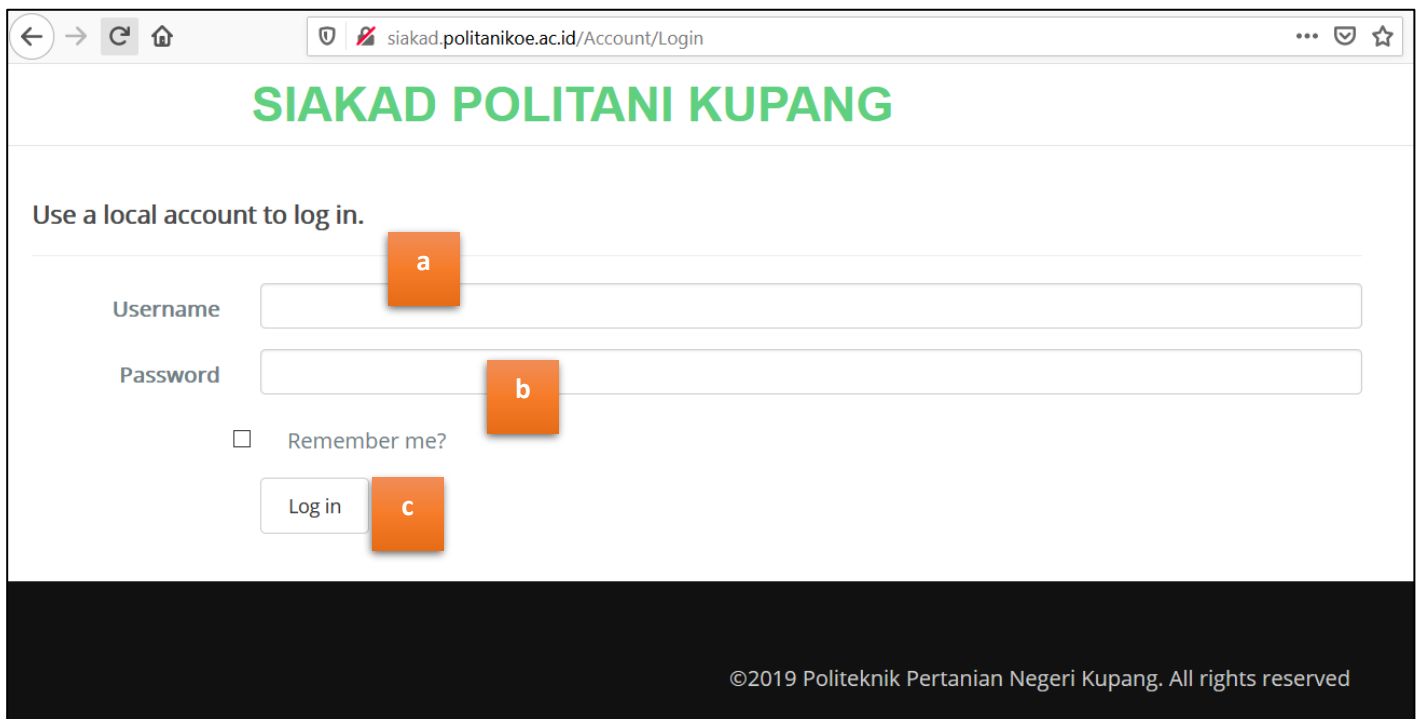 siakad.politanikoe.ac.id/Account/Login
SIAKAD POLITANI KUPANG
Use a local account to log in.
a
Username
Password
b
Remember me?
Log in
c
©2019 Politeknik Pertanian Negeri Kupang. All rights reserved